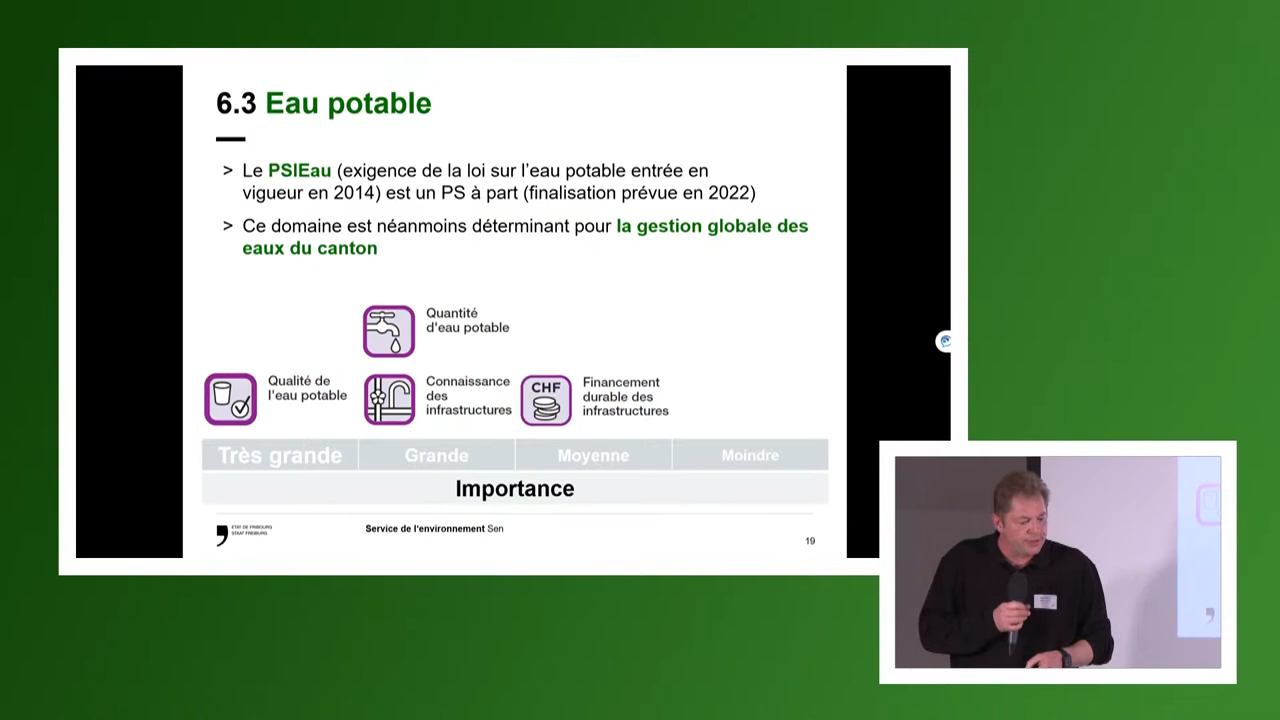 6.3 Eau potable
> Le PSIEau (exigence de la loi sur l'eau potable entrée en
vigueur en 2014) est un PS à part (finalisation prévue en 2022)
> Ce domaine est néanmoins déterminant pour la gestion globale des
eaux du canton
Quantité
d'eau potable
Qualité de
l'eau potable
Connaissance
des
infrastructures
CHF
Financement
durable des
infrastructures
Très grande Grande Moyenne Moindre
Importance
ETAT DE FRIBOURG
STAAT FREIBURG
Service de l'environnement Sen
19